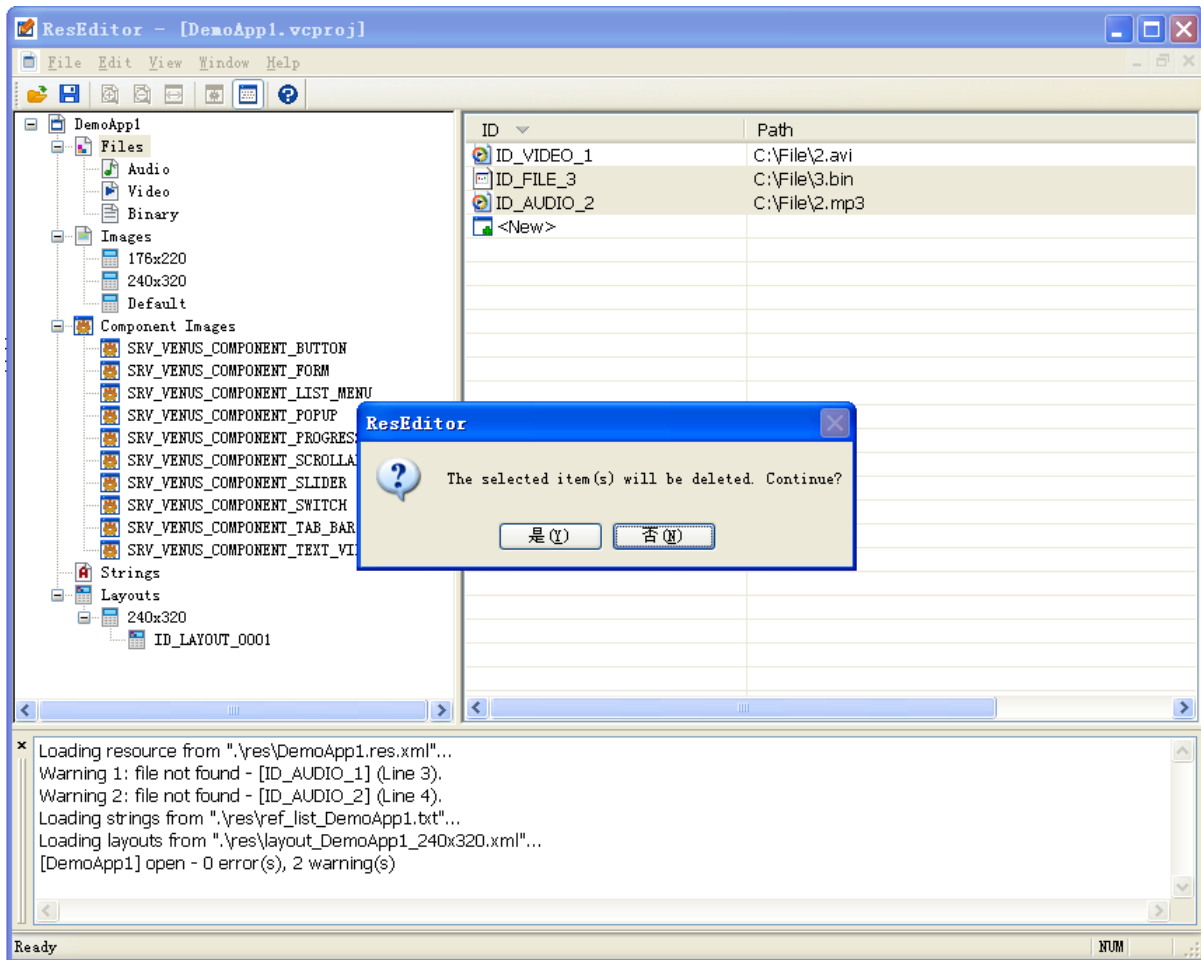 ResEditor - [DemoApp1.vcproj]
File Edit View Window Help
DemoApp1
Files
Audio
Video
Binary
Images
176x220
240x320
Default
Component Images
SRV_VENUS_COMPONENT_BUTTON
SRV_VENUS_COMPONENT_FORM
SRV_VENUS_COMPONENT_LIST_MENU
SRV_VENUS_COMPONENT_POPUP
SRV_VENUS_COMPONENT_PROGRES
SRV_VENUS_COMPONENT_SCROLLA
SRV_VENUS_COMPONENT_SLIDER
SRV_VENUS_COMPONENT_SWITCH
SRV_VENUS_COMPONENT_TAB_BAR
SRV_VENUS_COMPONENT_TEXT_VI
Strings
Layouts
240x320
ID_LAYOUT_0001
ID Path
ID_VIDEO_1 C:\File\2.avi
ID_FILE_3 C:\File\3.bin
ID_AUDIO_2 C:\File\2.mp3
<New>
ResEditor
The selected item(s) will be deleted. Continue?
是(Y) 否(N)
Loading resource from ".\res\DemoApp1.res.xml"...
Warning 1: file not found - [ID_AUDIO_1] (Line 3).
Warning 2: file not found - [ID_AUDIO_2] (Line 4).
Loading strings from ".\res\ref_list_DemoApp1.txt"...
Loading layouts from ".\res\layout_DemoApp1_240x320.xml"...
[DemoApp1] open - 0 error(s), 2 warning(s)
Ready NUM